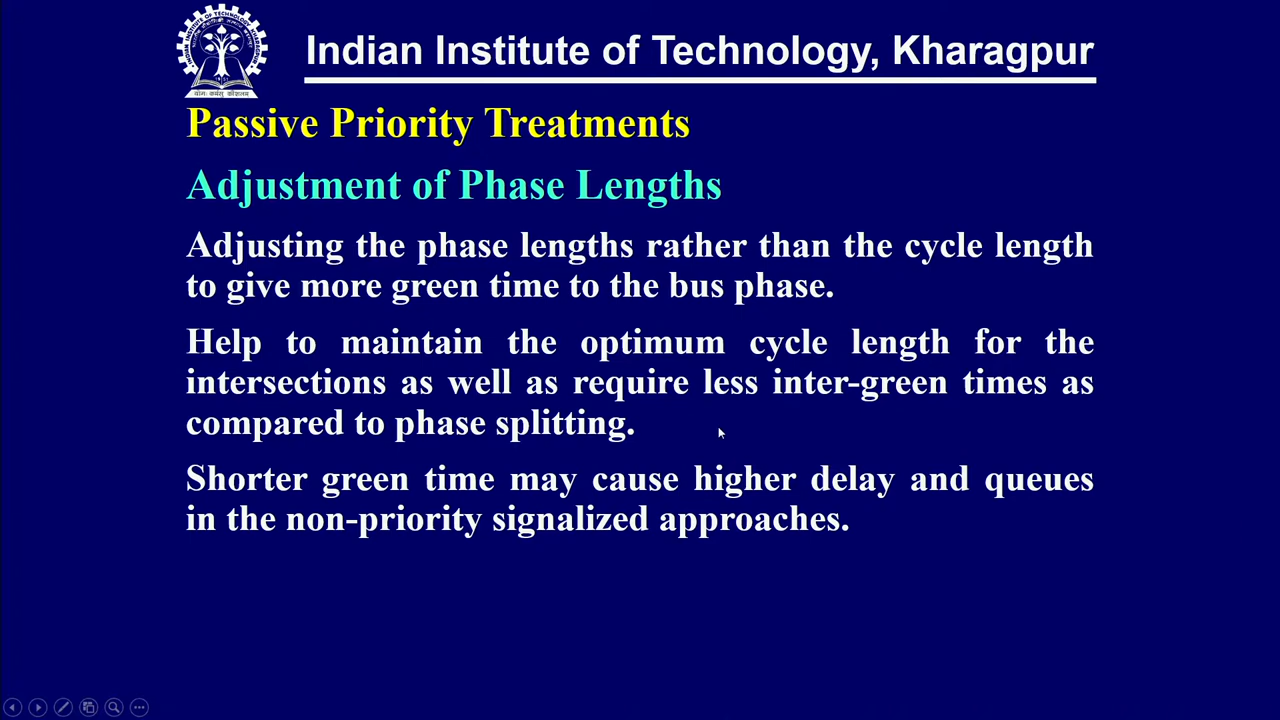 Indian Institute of Technology, Kharagpur
Passive Priority Treatments
Adjustment of Phase Lengths
Adjusting the phase lengths rather than the cycle length
to give more green time to the bus phase.
Help to maintain the optimum cycle length for the
intersections as well as require less inter-green times as
compared to phase splitting.
Shorter green time may cause higher delay and queues
in the non-priority signalized approaches.